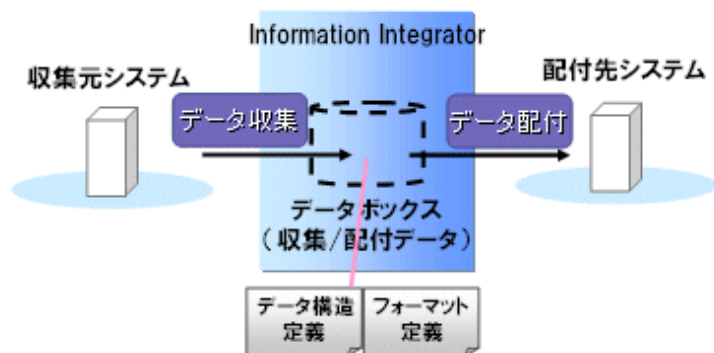 Information Integrator
収集元システム
配付先システム
データ収集
データ配付
データボックス
(収集/配付データ)
データ構造
定義
フォーマット
定義